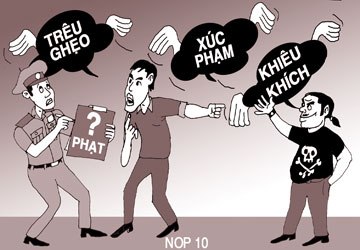 TRÊU
GHẸO
XÚC
PHẠM
KHIÊU
KHÍCH
?
PHẠT
NOP 10